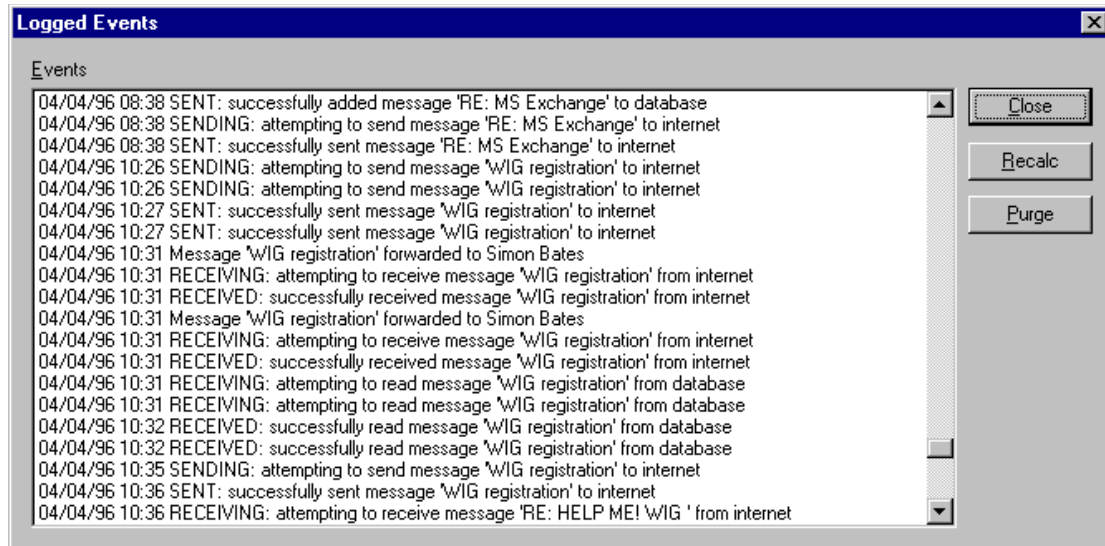 Logged Events
Events
04/04/96 08:38 SENT: successfully added message 'RE: MS Exchange' to database
04/04/96 08:38 SENDING: attempting to send message 'RE: MS Exchange' to internet
04/04/96 08:38 SENT: successfully sent message 'RE: MS Exchange' to internet
04/04/96 10:26 SENDING: attempting to send message 'WIG registration' to internet
04/04/96 10:26 SENDING: attempting to send message 'WIG registration' to internet
04/04/96 10:27 SENT: successfully sent message 'WIG registration' to internet
04/04/96 10:27 SENT: successfully sent message 'WIG registration' to internet
04/04/96 10:31 Message 'WIG registration' forwarded to Simon Bates
04/04/96 10:31 RECEIVING: attempting to receive message 'WIG registration' from internet
04/04/96 10:31 RECEIVED: successfully received message 'WIG registration' from internet
04/04/96 10:31 Message 'WIG registration' forwarded to Simon Bates
04/04/96 10:31 RECEIVING: attempting to receive message 'WIG registration' from internet
04/04/96 10:31 RECEIVED: successfully received message 'WIG registration' from internet
04/04/96 10:31 RECEIVING: attempting to read message 'WIG registration' from database
04/04/96 10:31 RECEIVING: attempting to read message 'WIG registration' from database
04/04/96 10:32 RECEIVED: successfully read message 'WIG registration' from database
04/04/96 10:32 RECEIVED: successfully read message 'WIG registration' from database
04/04/96 10:35 SENDING: attempting to send message 'WIG registration' to internet
04/04/96 10:36 SENT: successfully sent message 'WIG registration' to internet
04/04/96 10:36 RECEIVING: attempting to receive message 'RE: HELP ME! WIG ' from internet
Close
Recalc
Purge